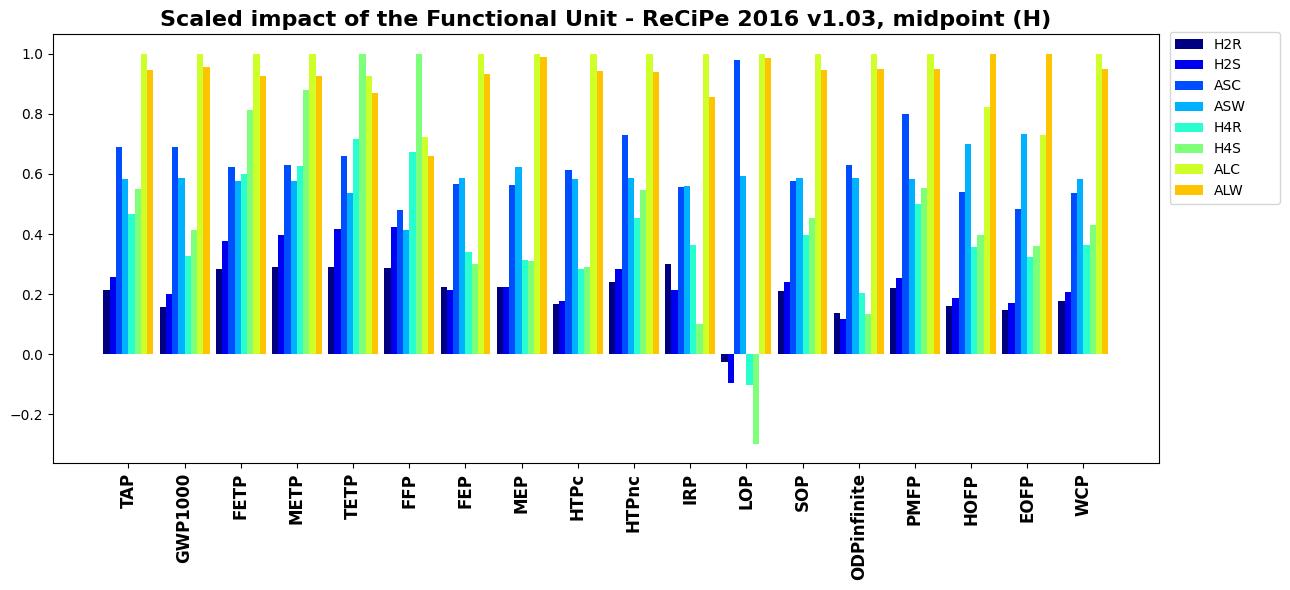 Scaled impact of the Functional Unit - ReCiPe 2016 v1.03, midpoint (H)
1.0
0.8
0.6
0.4
0.2
0.0
−0.2
TAP
GWP1000
FETP
METP
TETP
FFP
FEP
MEP
HTPc
HTPnc
IRP
LOP
SOP
ODPinfinite
PMFP
HOFP
EOFP
WCP
H2R
H2S
ASC
ASW
H4R
H4S
ALC
ALW